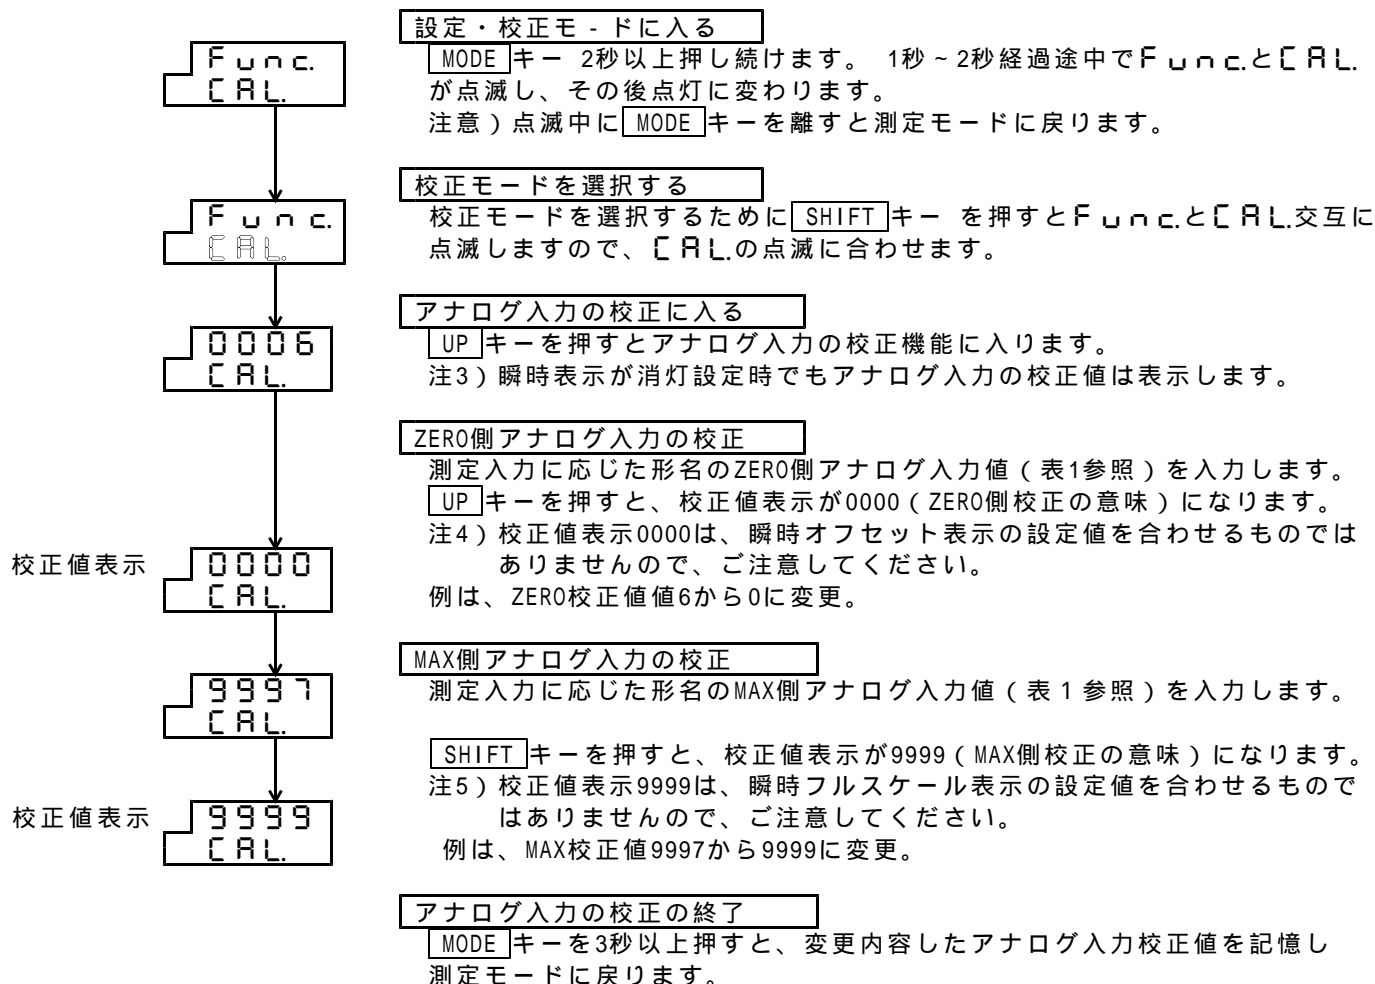 設定・校正モ-ドに入る
Func.
CAL.
MODE キー 2秒以上押し続けます。 1秒~2秒経過途中でFunc.とCAL.
が点滅し、その後点灯に変わります。
注意)点滅中に MODE キーを離すと測定モードに戻ります。
校正モードを選択する
Func.
CAL.
校正モードを選択するために SHIFT キー を押すとFunc.とCAL.交互に
点滅しますので、CAL.の点滅に合わせます。
アナログ入力の校正に入る
0006
CAL.
UP キーを押すとアナログ入力の校正機能に入ります。
注3)瞬時表示が消灯設定時でもアナログ入力の校正値は表示します。
ZERO側アナログ入力の校正
測定入力に応じた形名のZERO側アナログ入力値(表1参照)を入力します。
UP キーを押すと、校正値表示が0000(ZERO側校正の意味)になります。
注4)校正値表示0000は、瞬時オフセット表示の設定値を合わせるものでは
ありませんので、ご注意してください。
校正値表示
0000
CAL.
例は、ZERO校正値値6から0に変更。
MAX側アナログ入力の校正
9997
CAL.
測定入力に応じた形名のMAX側アナログ入力値(表1参照)を入力します。
SHIFT キーを押すと、校正値表示が9999(MAX側校正の意味)になります。
注5)校正値表示9999は、瞬時フルスケール表示の設定値を合わせるもので
はありませんので、ご注意してください。
校正値表示
9999
CAL.
例は、MAX校正値9997から9999に変更。
アナログ入力の校正の終了
MODE キーを3秒以上押すと、変更内容したアナログ入力校正値を記憶し
測定モードに戻ります。